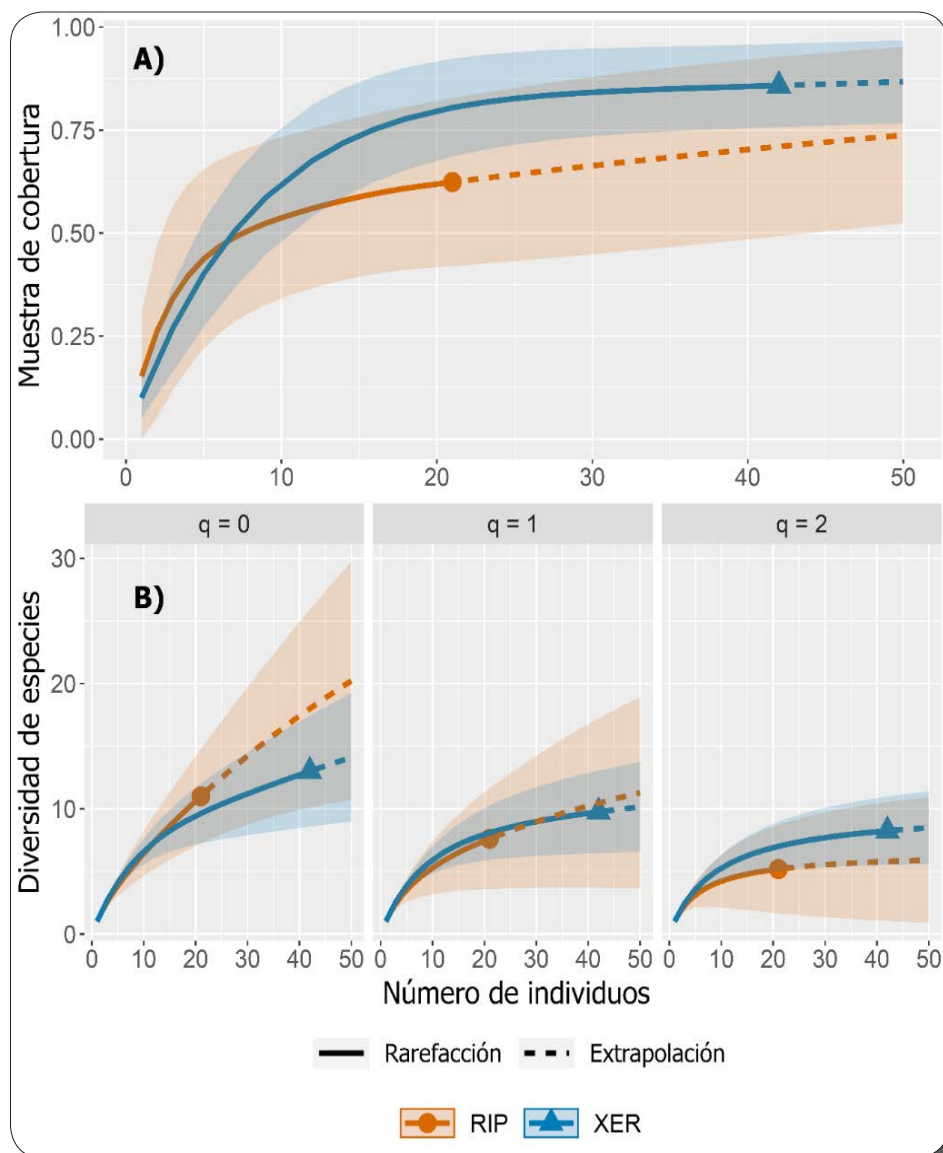 A)
1.00
0.75
0.50
0.25
0.00
Muestra de cobertura
0 10 20 30 40 50
q = 0 q = 1 q = 2
B)
30
20
10
0
Diversidad de especies
0 10 20 30 40 50 0 10 20 30 40 50 0 10 20 30 40 50
Número de individuos
Rarefacción Extrapolación
RIP XER